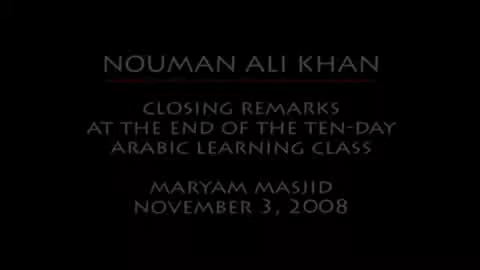 NOUMAN ALI KHAN
CLOSING REMARKS
AT THE END OF THE TEN-DAY
ARABIC LEARNING CLASS
MARYAM MASJID
NOVEMBER 3, 2008